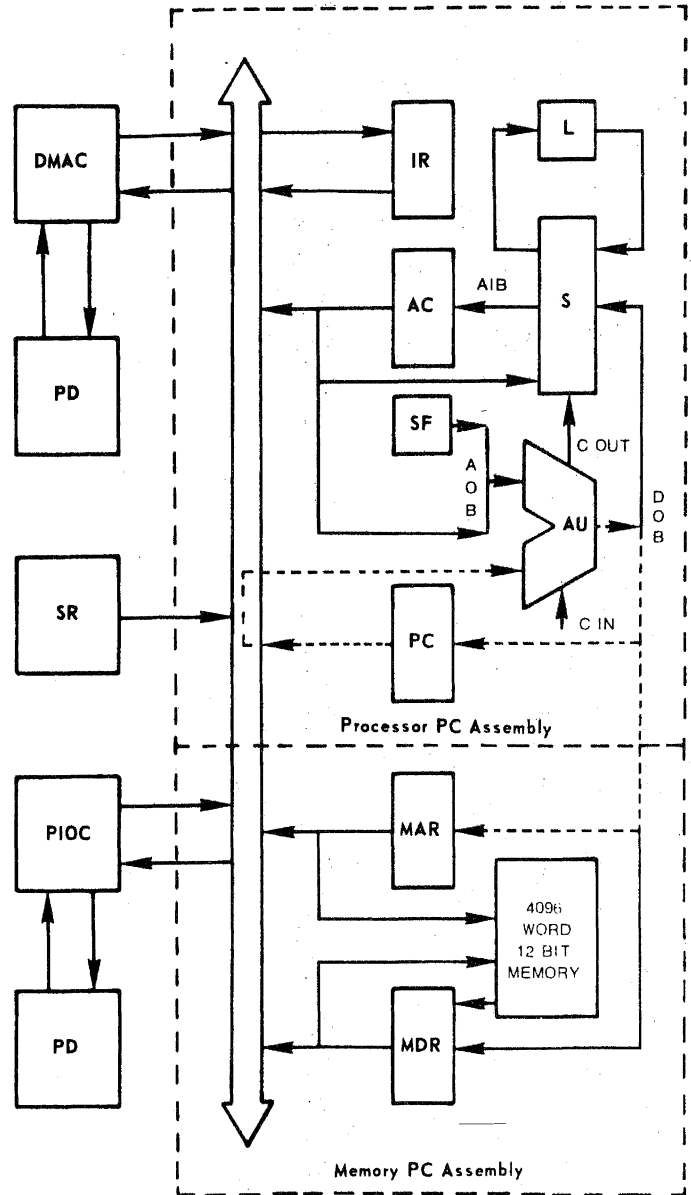 DMAC
IR
L
AC
AIB
S
PD
SF
C OUT
A
O
B
AU
D
O
B
SR
PC
C IN
Processor PC Assembly
PIOC
MAR
4096
WORD
12 BIT
MEMORY
PD
MDR
Memory PC Assembly